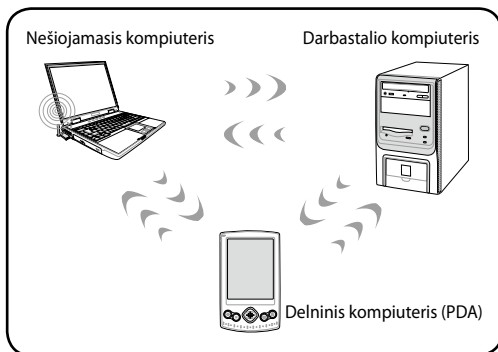 Nešiojamasis kompiuteris
Darbastalio kompiuteris
Delninis kompiuteris (PDA)